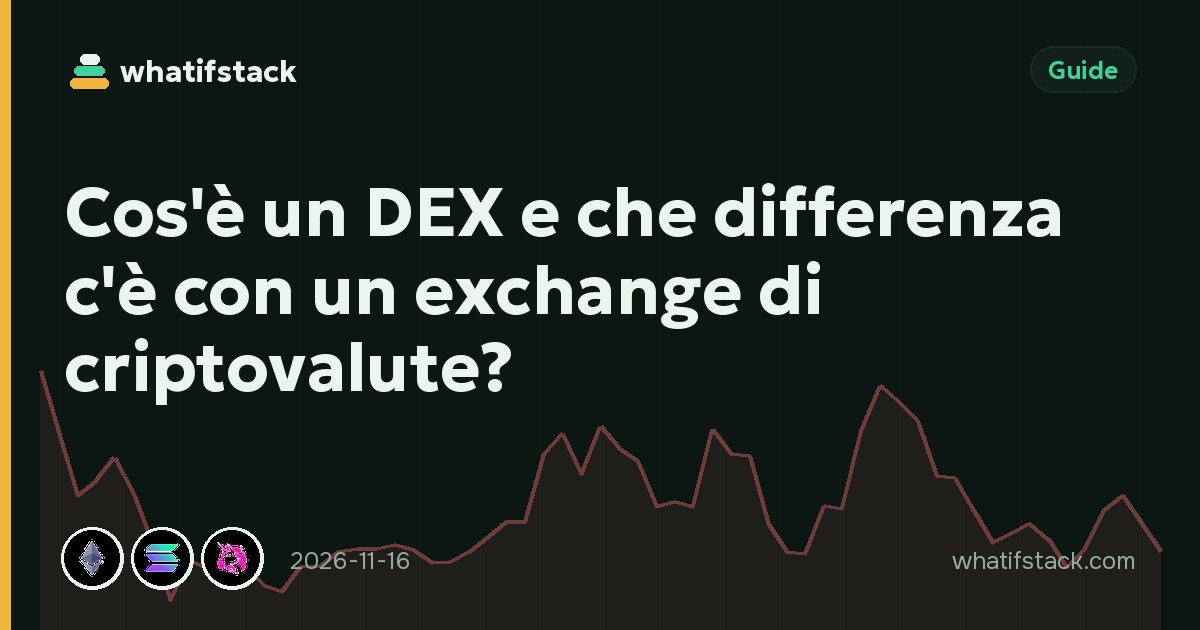 whatifstack
Guide
Cos'è un DEX e che differenza
c'è con un exchange di
criptovalute?
2026-11-16
whatifstack.com